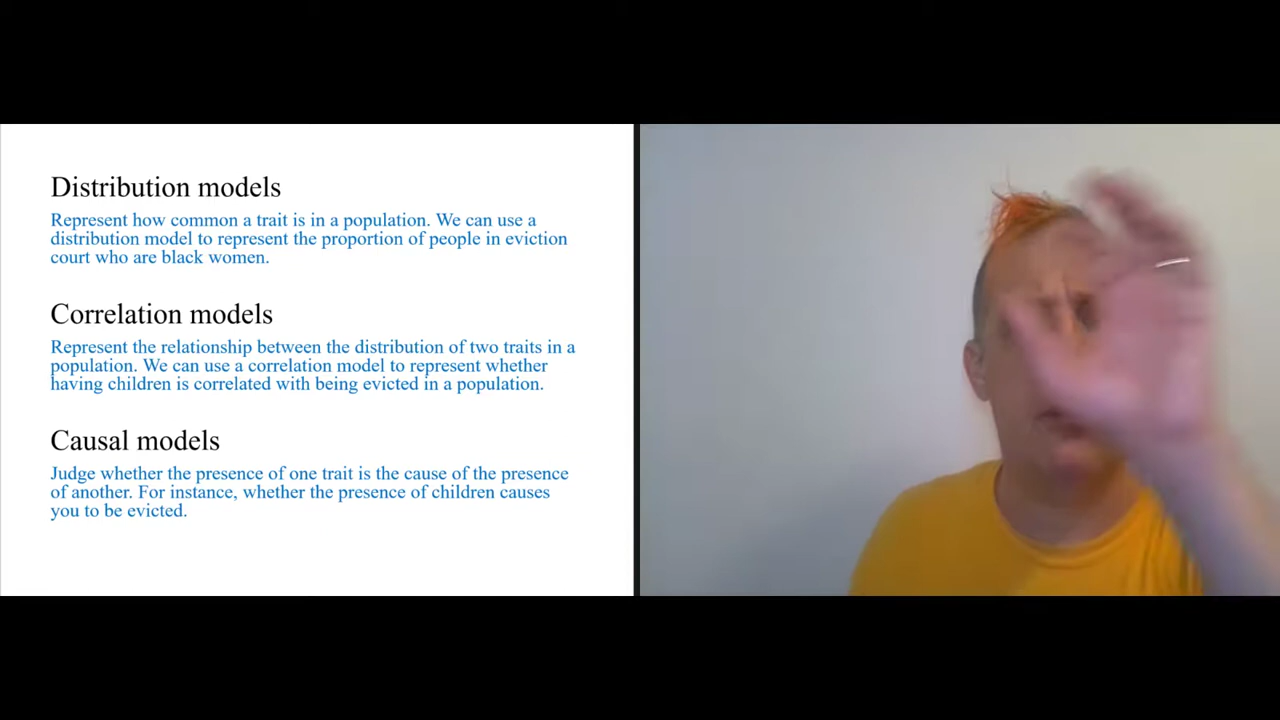 Distribution models
Represent how common a trait is in a population. We can use a
distribution model to represent the proportion of people in eviction
court who are black women.
Correlation models
Represent the relationship between the distribution of two traits in a
population. We can use a correlation model to represent whether
having children is correlated with being evicted in a population.
Causal models
Judge whether the presence of one trait is the cause of the presence
of another. For instance, whether the presence of children causes
you to be evicted.